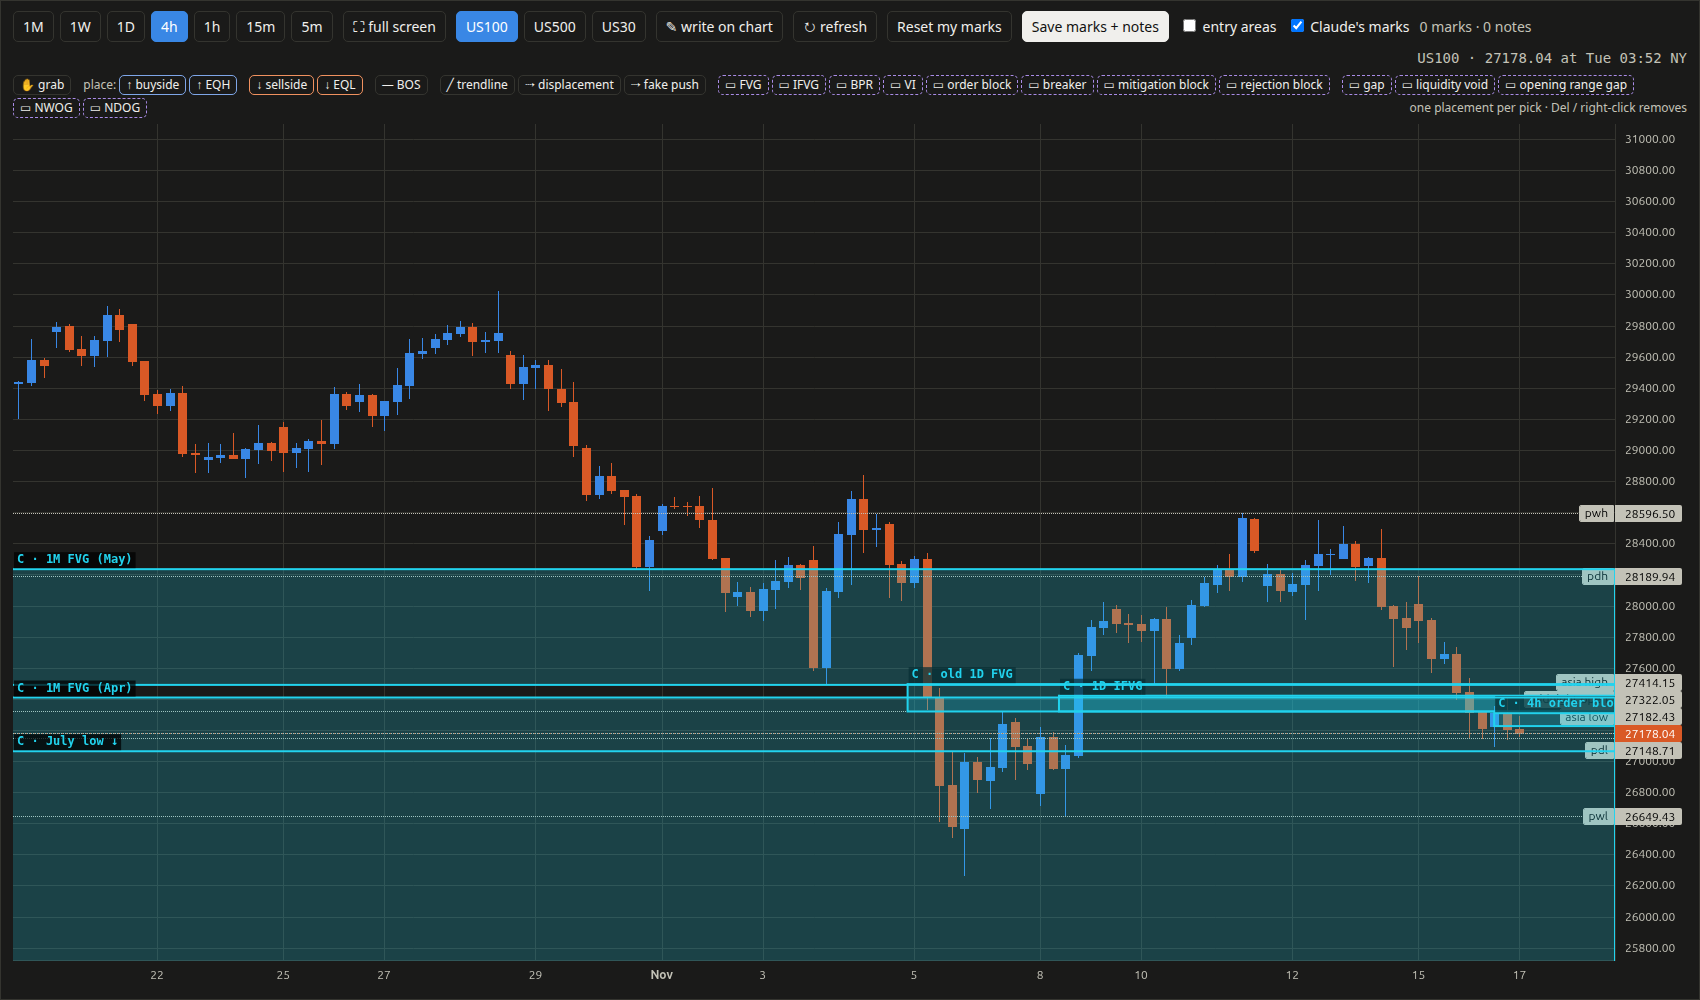 1M 1W 1D 4h 1h 15m 5m ⛶ full screen US100 US500 US30 ✎ write on chart ↻ refresh Reset my marks Save marks + notes entry areas Claude's marks 0 marks · 0 notes
US100 · 27178.04 at Tue 03:52 NY
✋ grab place: ↑ buyside ↑ EQH ↓ sellside ↓ EQL — BOS ╱ trendline → displacement → fake push ▭ FVG ▭ IFVG ▭ BPR ▭ VI ▭ order block ▭ breaker ▭ mitigation block ▭ rejection block ▭ gap ▭ liquidity void ▭ opening range gap
▭ NWOG ▭ NDOG one placement per pick · Del / right-click removes
31000.00
30800.00
30600.00
30400.00
30200.00
30000.00
29800.00
29600.00
29400.00
29200.00
29000.00
28800.00
pwh 28596.50
28400.00
C · 1M FVG (May)
pdh 28189.94
28000.00
27800.00
27600.00
C · old 1D FVG
C · 1M FVG (Apr) C · 1D IFVG asia high 27414.15
C · 4h order blo 27322.05
asia low 27182.43
27178.04
C · July low ↓
pdl 27148.71
27000.00
26800.00
pwl 26649.43
26400.00
26200.00
26000.00
25800.00
22 25 27 29 Nov 3 5 8 10 12 15 17